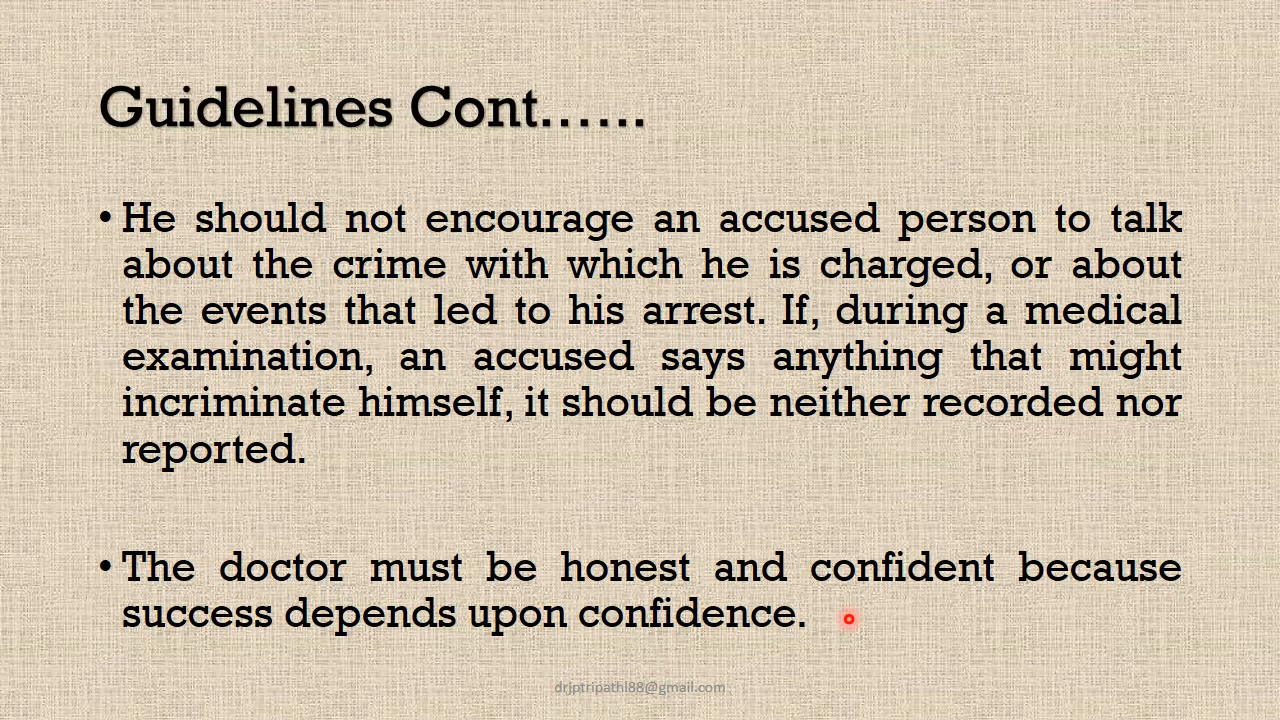 Guidelines Cont.…..
• He should not encourage an accused person to talk
about the crime with which he is charged, or about
the events that led to his arrest. If, during a medical
examination, an accused says anything that might
incriminate himself, it should be neither recorded nor
reported.
• The doctor must be honest and confident because
success depends upon confidence.
drjptripathi88@gmail.com